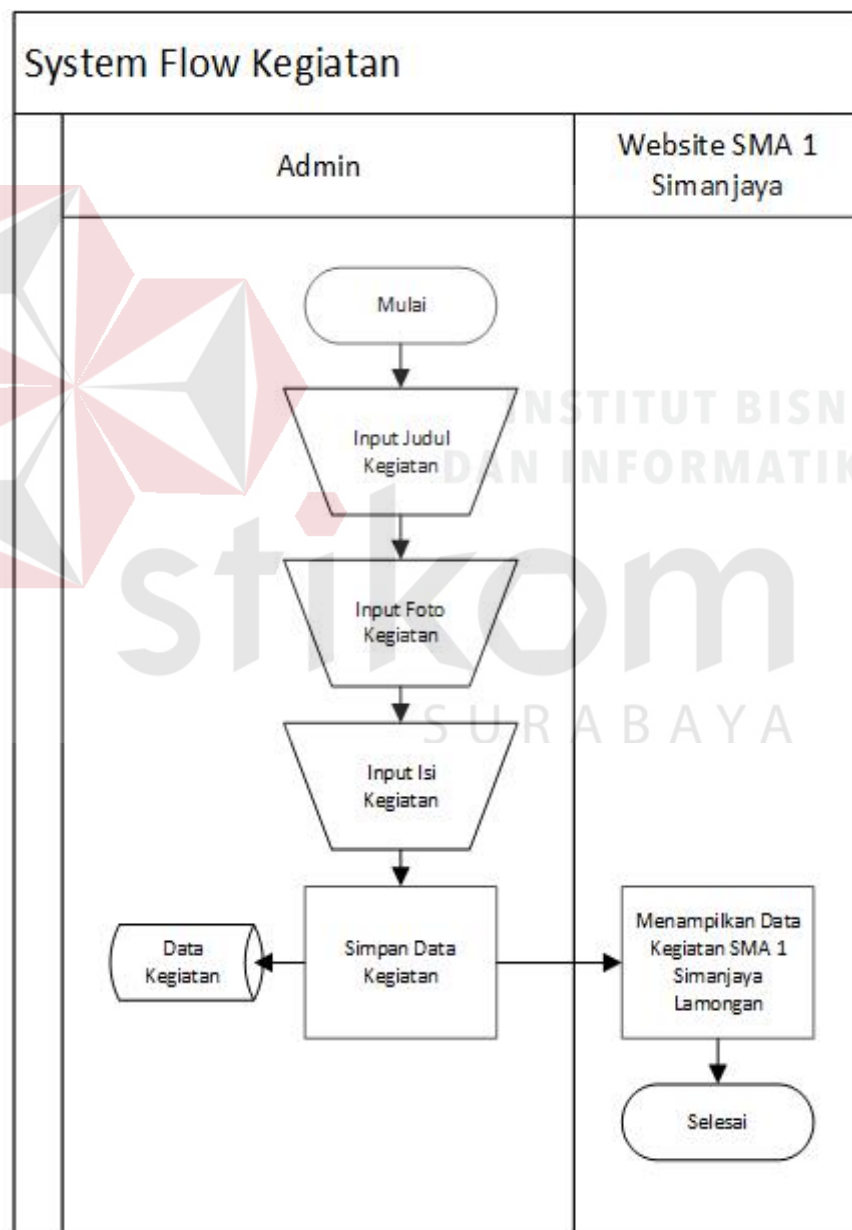 System Flow Kegiatan
Admin
Website SMA 1
Simanjaya
Mulai
Input Judul
Kegiatan
INSTITUT BISN
DAN INFORMATIK
Input Foto
Kegiatan
stikom
SURABAYA
Input Isi
Kegiatan
Data
Kegiatan
Simpan Data
Kegiatan
Menampilkan Data
Kegiatan SMA 1
Simanjaya
Lamongan
Selesai